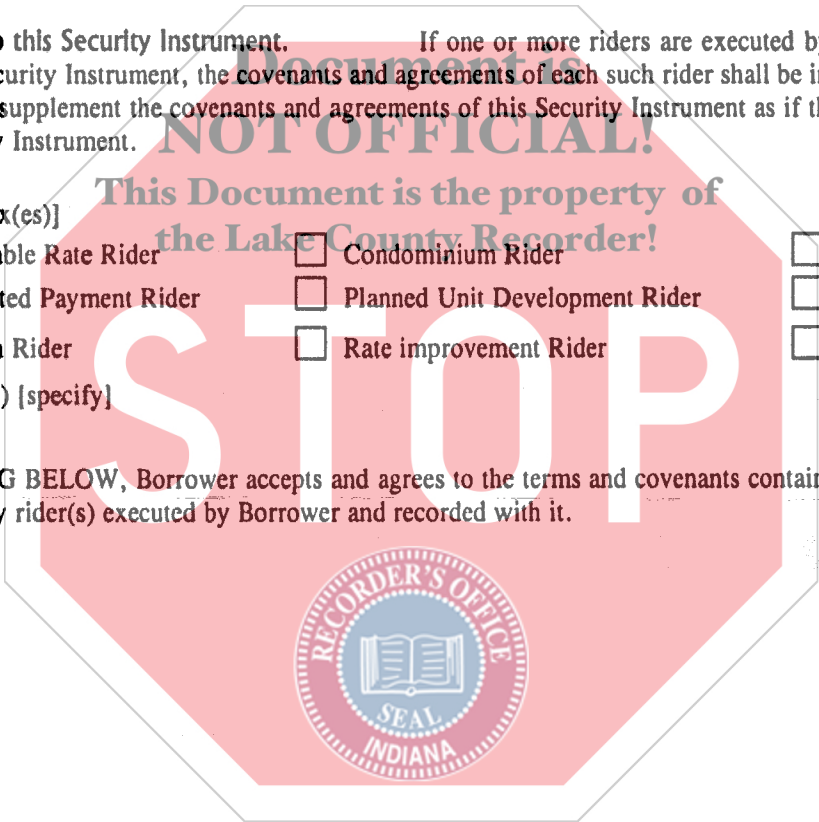 o this Security Instrument. If one or more riders are executed by
curity Instrument, the covenants and agreements of each such rider shall be in
supplement the covenants and agreements of this Security Instrument as if th
y Instrument.
Document is
NOT OFFICIAL!
This Document is the property of
the Lake County Recorder!
x(es)]
ble Rate Rider Condominium Rider
ted Payment Rider Planned Unit Development Rider
n Rider Rate improvement Rider
) [specify]
STOP
G BELOW, Borrower accepts and agrees to the terms and covenants contain
y rider(s) executed by Borrower and recorded with it.
RECORDER'S OFFICE
SEAL
INDIANA